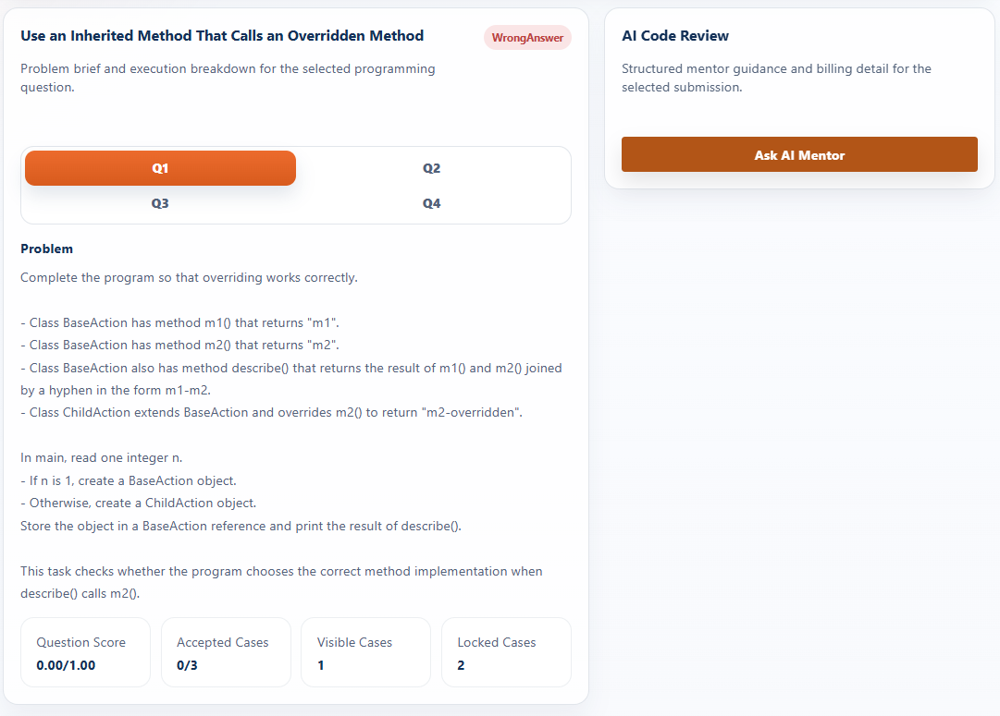 Use an Inherited Method That Calls an Overridden Method
WrongAnswer
Problem brief and execution breakdown for the selected programming
question.
Q1
Q2
Q3
Q4
Problem
Complete the program so that overriding works correctly.
- Class BaseAction has method m1() that returns "m1".
- Class BaseAction has method m2() that returns "m2".
- Class BaseAction also has method describe() that returns the result of m1() and m2() joined
by a hyphen in the form m1-m2.
- Class ChildAction extends BaseAction and overrides m2() to return "m2-overridden".
In main, read one integer n.
- If n is 1, create a BaseAction object.
- Otherwise, create a ChildAction object.
Store the object in a BaseAction reference and print the result of describe().
This task checks whether the program chooses the correct method implementation when
describe() calls m2().
Question Score
0.00/1.00
Accepted Cases
0/3
Visible Cases
1
Locked Cases
2
AI Code Review
Structured mentor guidance and billing detail for the
selected submission.
Ask AI Mentor